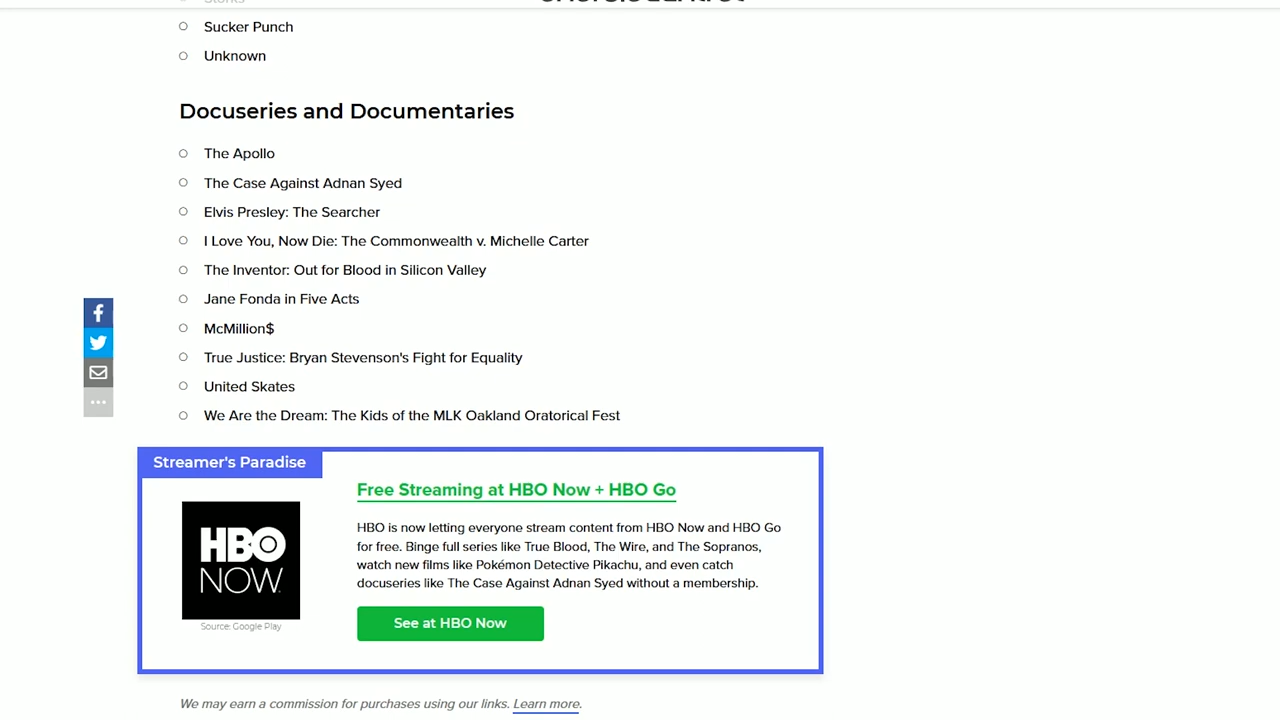 Storks
Sucker Punch
Unknown
Docuseries and Documentaries
The Apollo
The Case Against Adnan Syed
Elvis Presley: The Searcher
I Love You, Now Die: The Commonwealth v. Michelle Carter
The Inventor: Out for Blood in Silicon Valley
Jane Fonda in Five Acts
McMillion$
True Justice: Bryan Stevenson's Fight for Equality
United Skates
We Are the Dream: The Kids of the MLK Oakland Oratorical Fest
Streamer's Paradise
HBO
NOW.
Source: Google Play
Free Streaming at HBO Now + HBO Go
HBO is now letting everyone stream content from HBO Now and HBO Go
for free. Binge full series like True Blood, The Wire, and The Sopranos,
watch new films like Pokémon Detective Pikachu, and even catch
docuseries like The Case Against Adnan Syed without a membership.
See at HBO Now
We may earn a commission for purchases using our links. Learn more.